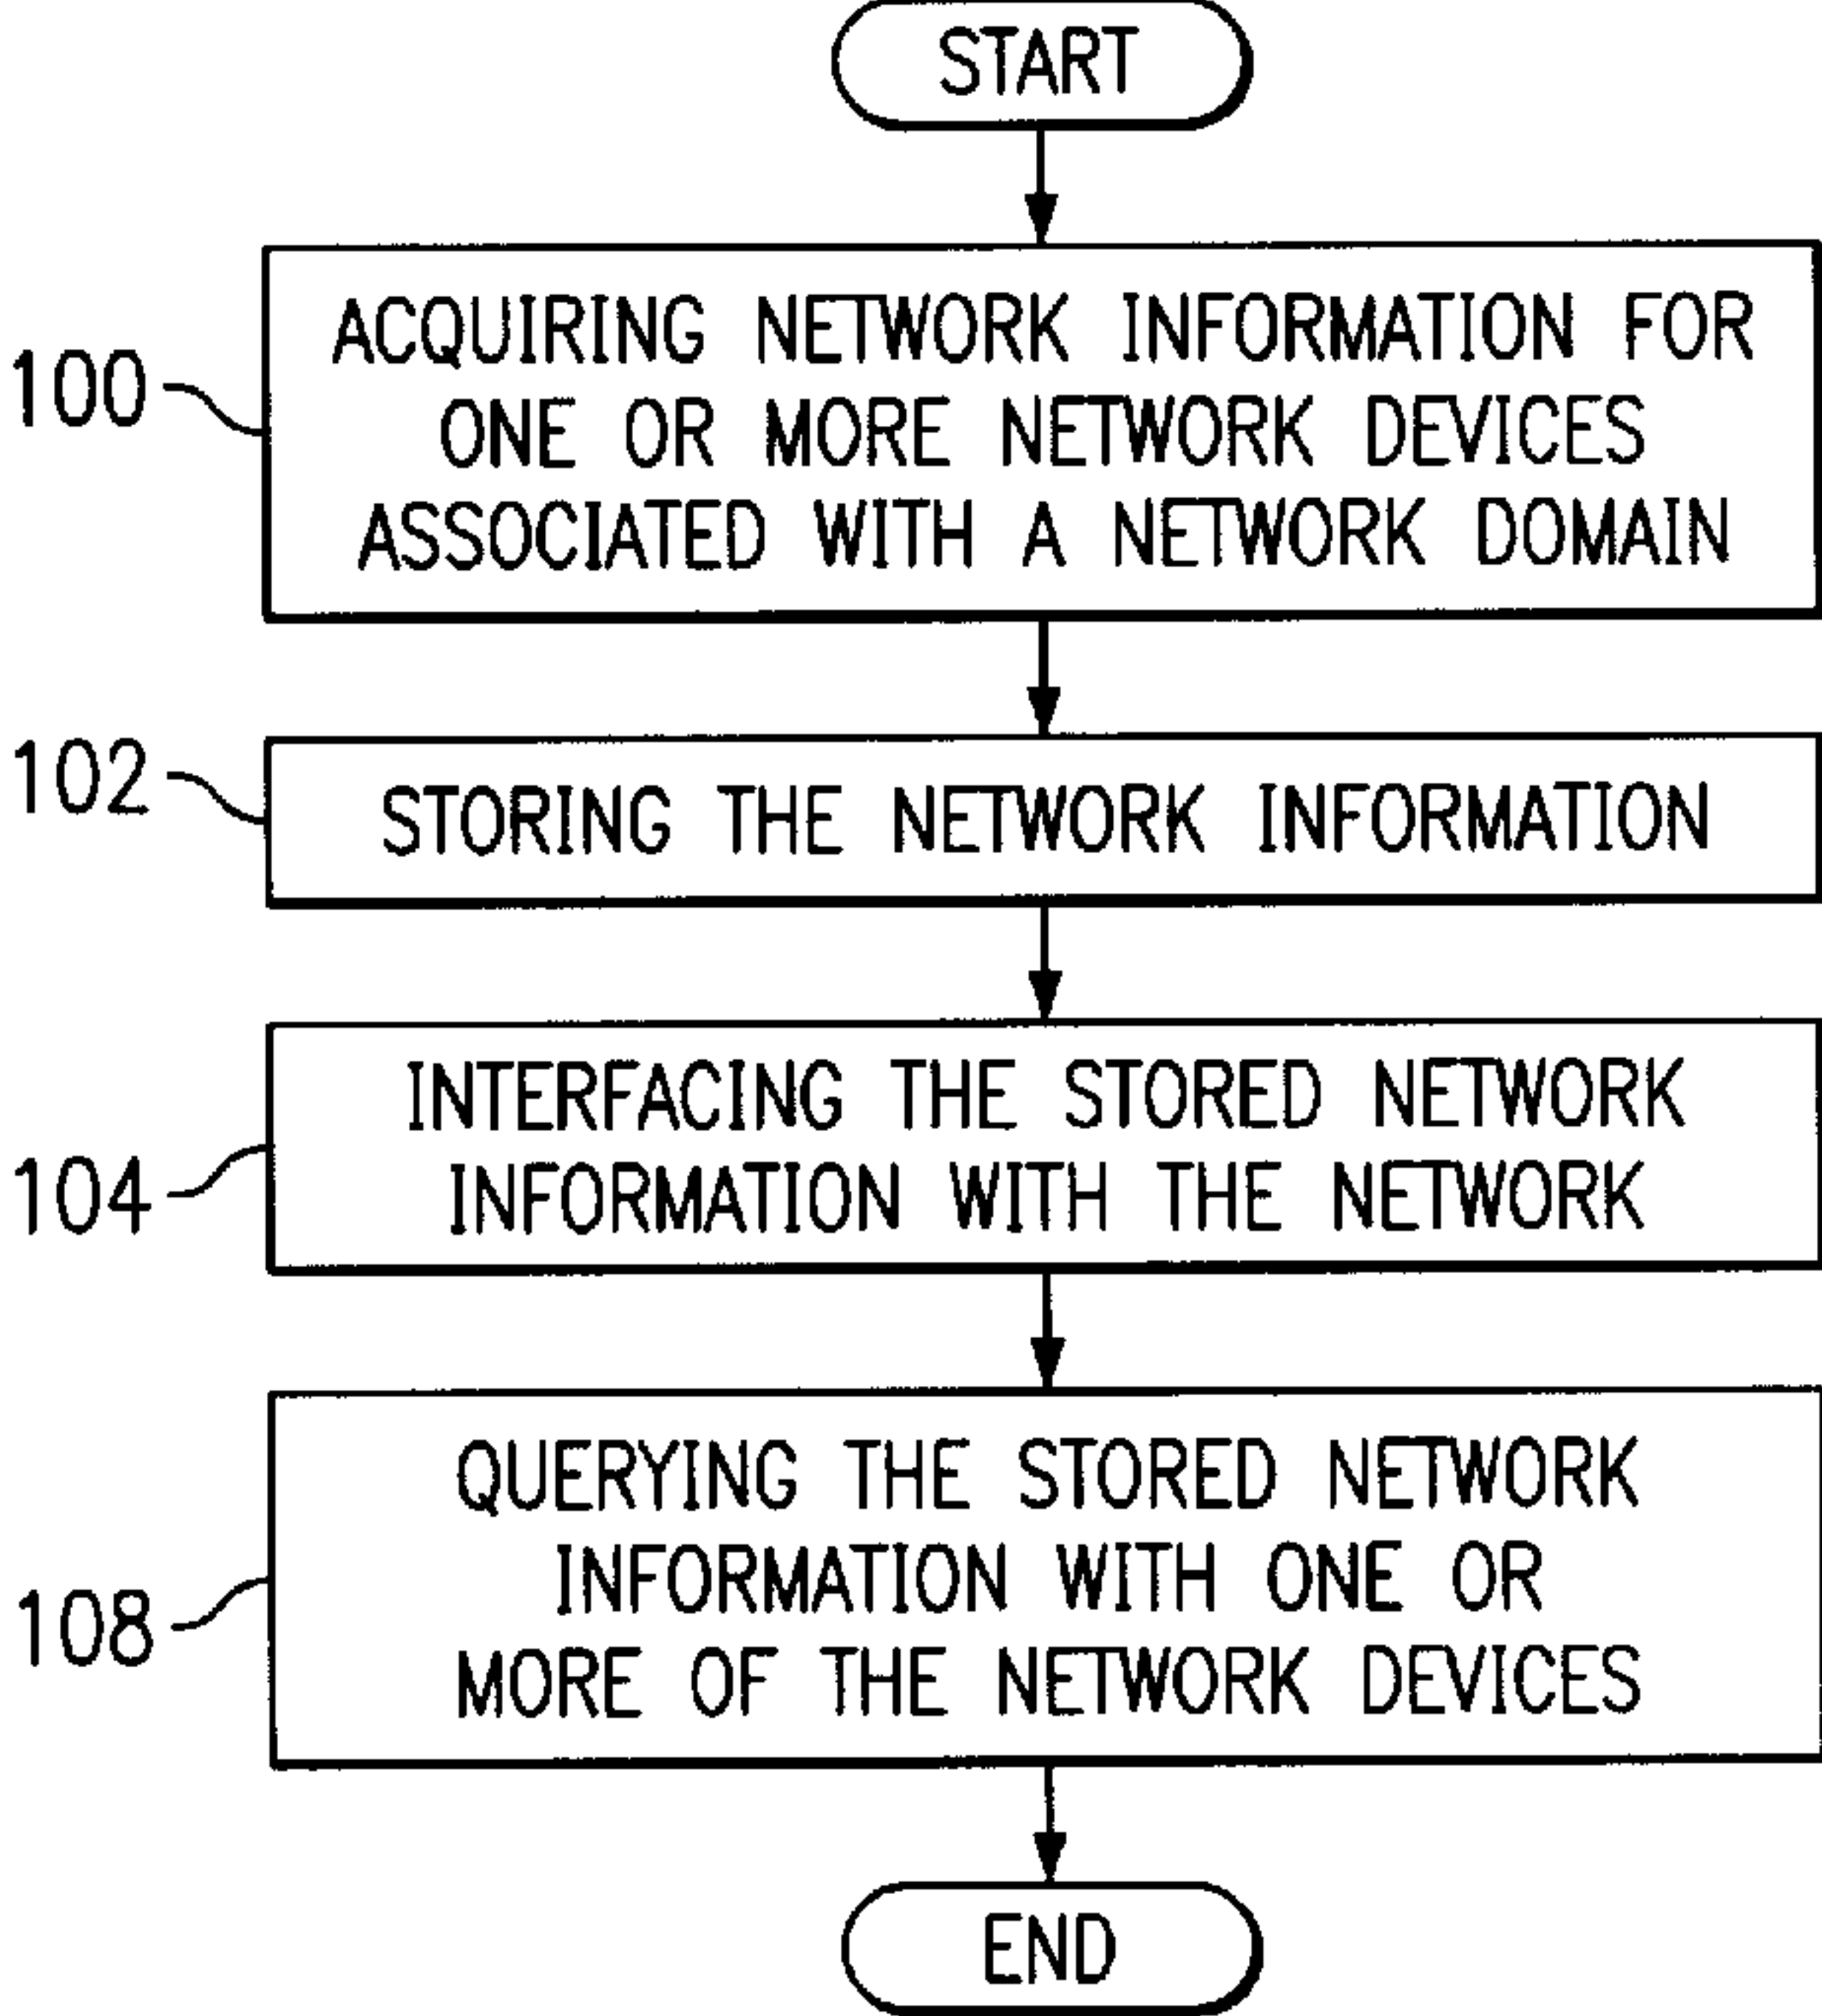 START
100
ACQUIRING NETWORK INFORMATION FOR
ONE OR MORE NETWORK DEVICES
ASSOCIATED WITH A NETWORK DOMAIN
102
STORING THE NETWORK INFORMATION
104
INTERFACING THE STORED NETWORK
INFORMATION WITH THE NETWORK
108
QUERYING THE STORED NETWORK
INFORMATION WITH ONE OR
MORE OF THE NETWORK DEVICES
END